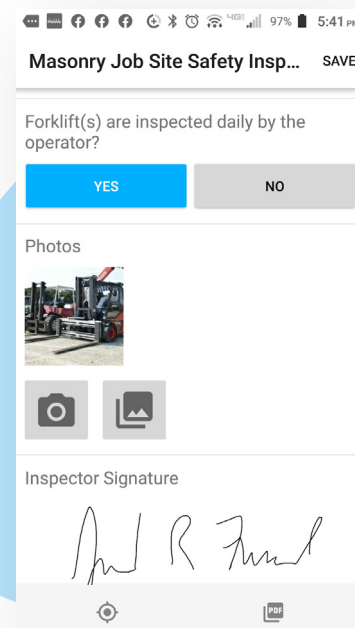 97% 5:41 PM
Masonry Job Site Safety Insp... SAVE
Forklift(s) are inspected daily by the
operator?
YES NO
Photos
Inspector Signature
PDF